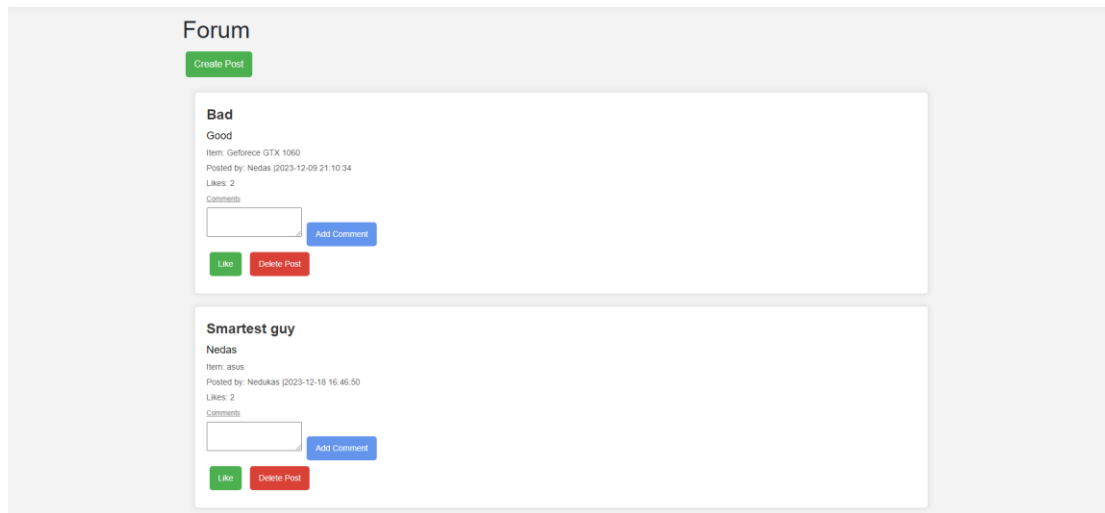 Forum
Create Post
Bad
Good
Item: Geforece GTX 1060
Posted by: Nedas |2023-12-09 21:10:34
Likes: 2
Comments
Add Comment
Like Delete Post
Smartest guy
Nedas
Item: asus
Posted by: Nedukas |2023-12-18 16:46:50
Likes: 2
Comments
Add Comment
Like Delete Post